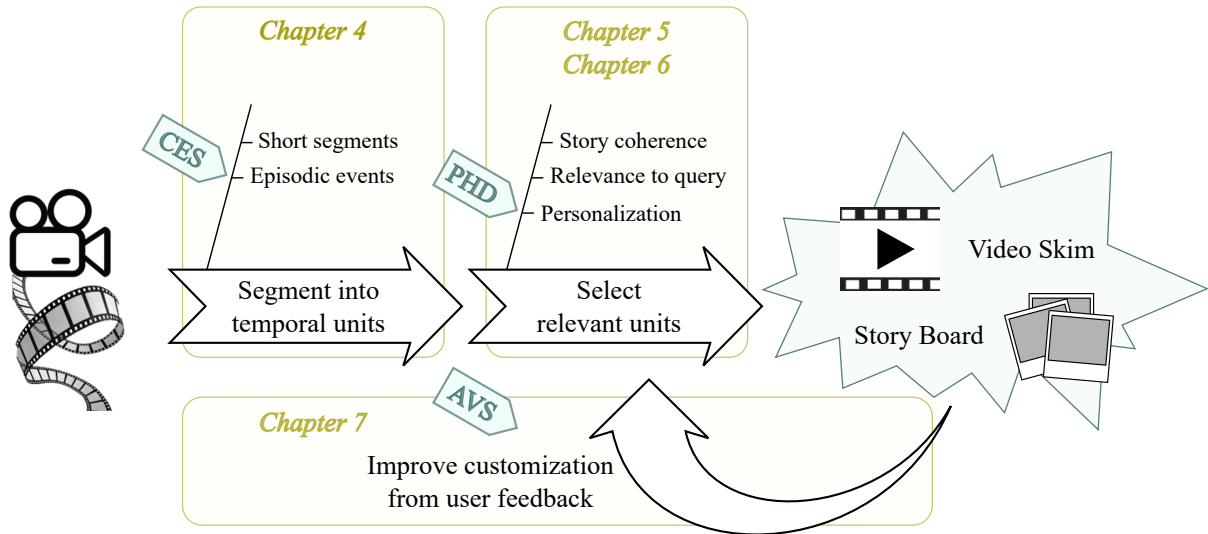 Chapter 4
CES
Short segments
Episodic events
Segment into
temporal units
Chapter 5
Chapter 6
PHD
Story coherence
Relevance to query
Personalization
Select
relevant units
Video Skim
Story Board
Chapter 7
AVS
Improve customization
from user feedback